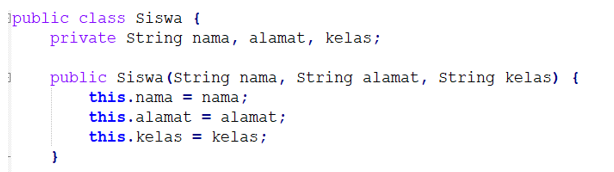 public class Siswa {
private String nama, alamat, kelas;
public Siswa(String nama, String alamat, String kelas) {
this.nama = nama;
this.alamat = alamat;
this.kelas = kelas;
}